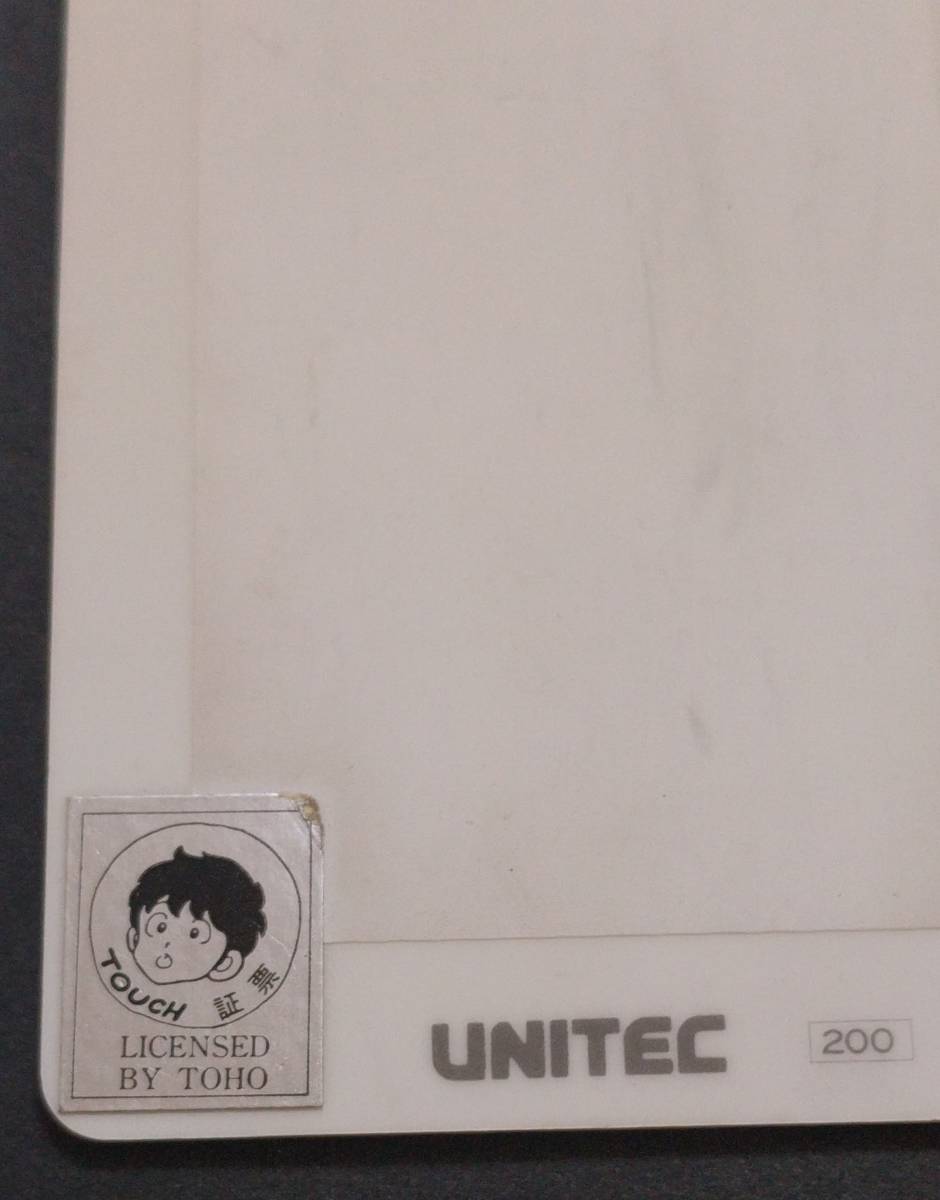 TOUCH 証票
LICENSED
BY TOHO
UNITEC
200